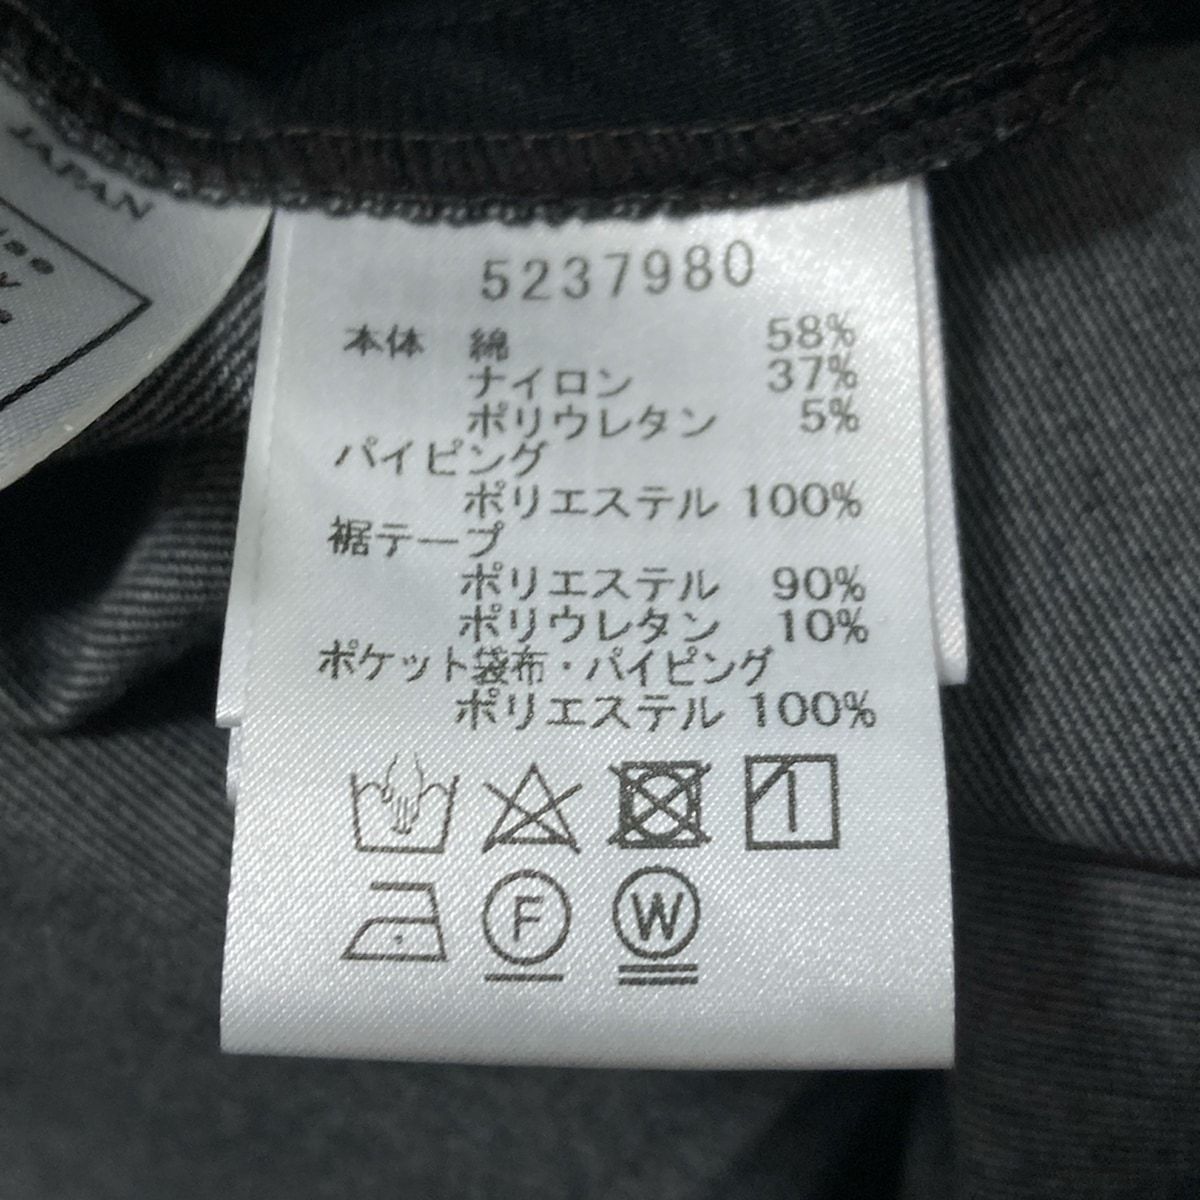 JAPAN
5237980
本体 綿 58%
ナイロン 37%
ポリウレタン 5%
パイピング
ポリエステル 100%
裾テープ
ポリエステル 90%
ポリウレタン 10%
ポケット袋布・パイピング
ポリエステル 100%
1
F
W